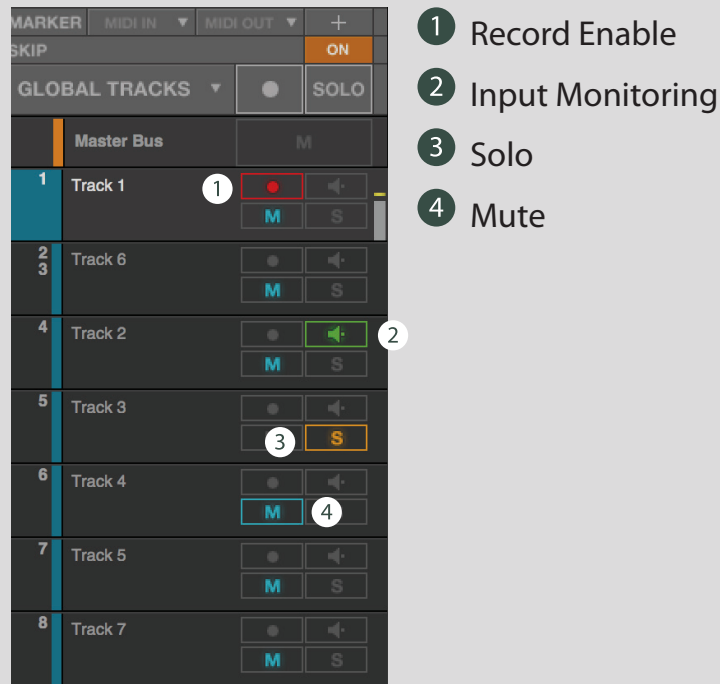 MARKER MIDI IN ▼ MIDI OUT ▼ +
SKIP ON
GLOBAL TRACKS ▼ ● SOLO
Master Bus M
1 Track 1 1
M S
2 Track 6
3
M S
4 Track 2 2
M S
5 Track 3
3 S
6 Track 4
M 4
7 Track 5
M S
8 Track 7
M S
1 Record Enable
2 Input Monitoring
3 Solo
4 Mute